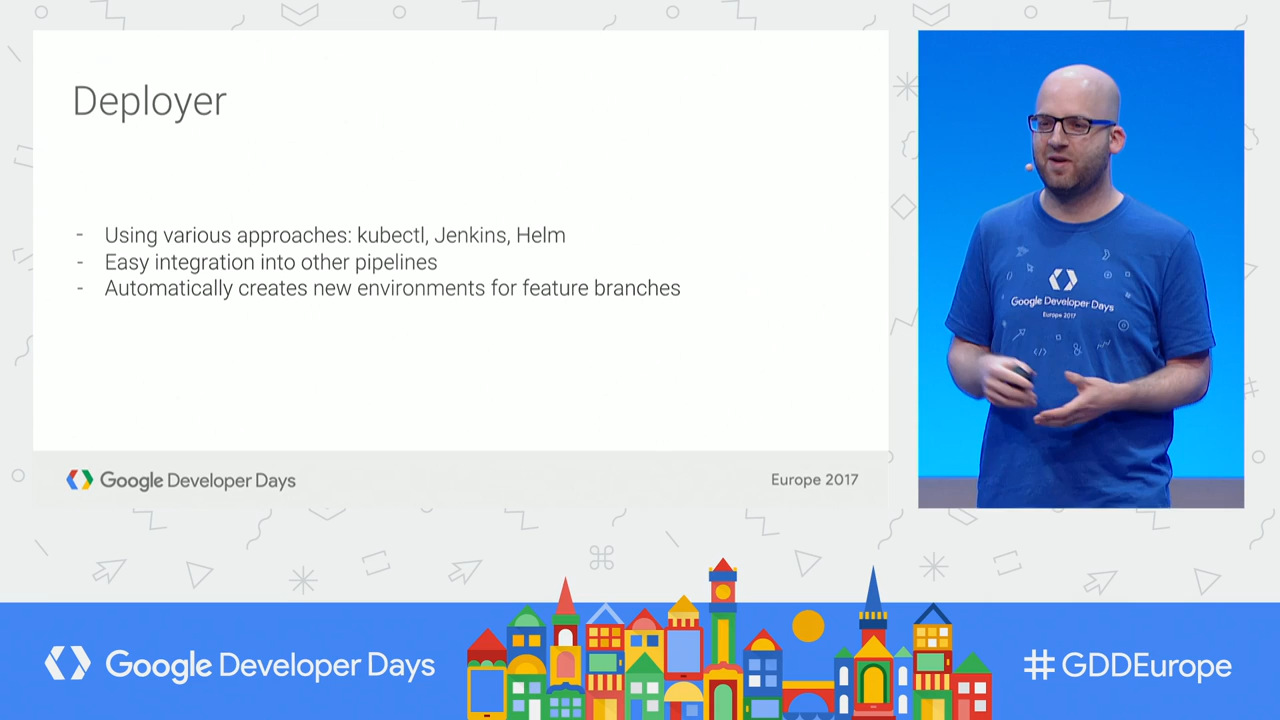 Deployer
- Using various approaches: kubectl, Jenkins, Helm
- Easy integration into other pipelines
- Automatically creates new environments for feature branches
Google Developer Days
Europe 2017
Google Developer Days
Europe 2017
Google Developer Days
#GDDEurope